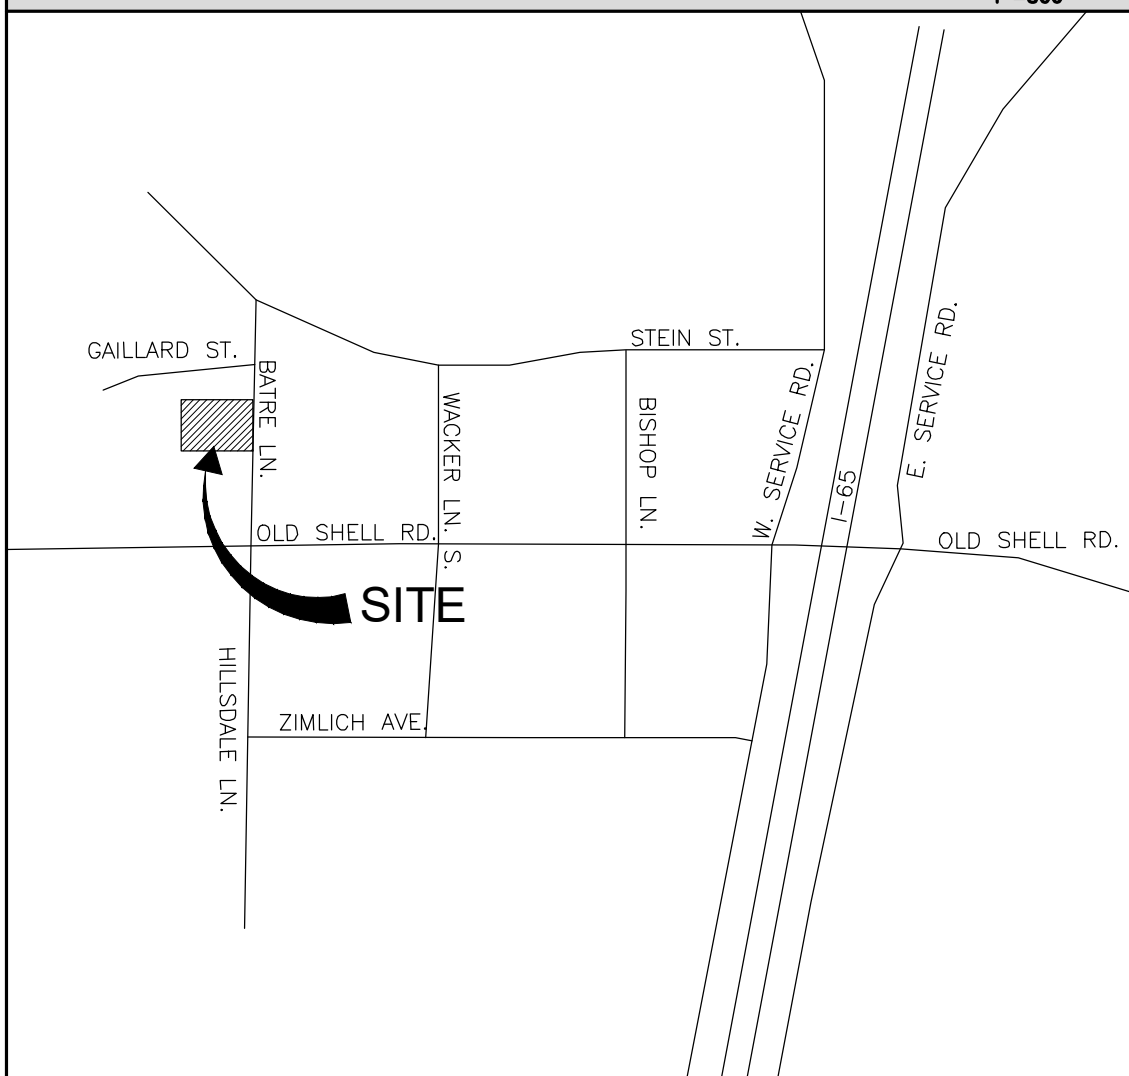 STEIN ST.
GAILLARD ST.
BATRE LN.
WACKER LN. S.
BISHOP LN.
W. SERVICE RD.
I-65
E. SERVICE RD.
OLD SHELL RD.
OLD SHELL RD.
SITE
HILLSDALE LN.
ZIMLICH AVE.